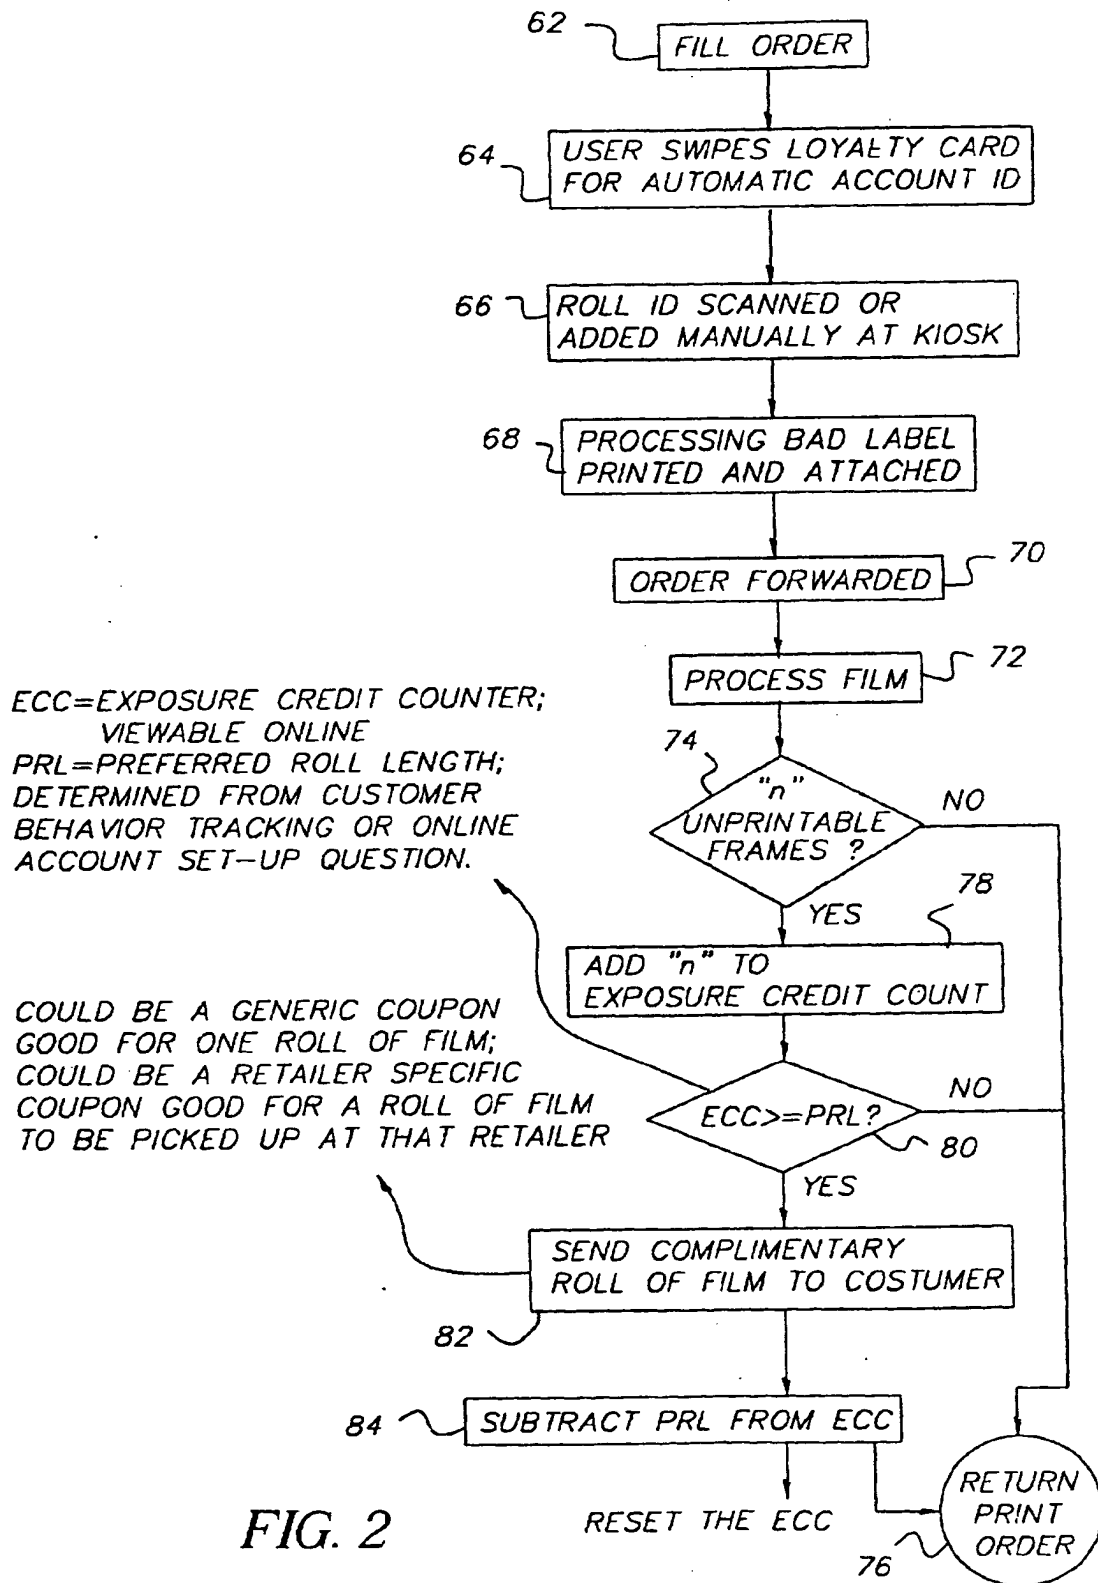 62
FILL ORDER
64
USER SWIPES LOYALTY CARD
FOR AUTOMATIC ACCOUNT ID
66
ROLL ID SCANNED OR
ADDED MANUALLY AT KIOSK
68
PROCESSING BAD LABEL
PRINTED AND ATTACHED
ORDER FORWARDED
70
PROCESS FILM
72
ECC=EXPOSURE CREDIT COUNTER;
VIEWABLE ONLINE
PRL=PREFERRED ROLL LENGTH;
DETERMINED FROM CUSTOMER
BEHAVIOR TRACKING OR ONLINE
ACCOUNT SET-UP QUESTION.
74
"n"
UNPRINTABLE
FRAMES ?
NO
YES
78
ADD "n" TO
EXPOSURE CREDIT COUNT
COULD BE A GENERIC COUPON
GOOD FOR ONE ROLL OF FILM;
COULD BE A RETAILER SPECIFIC
COUPON GOOD FOR A ROLL OF FILM
TO BE PICKED UP AT THAT RETAILER
ECC>=PRL?
NO
80
YES
SEND COMPLIMENTARY
ROLL OF FILM TO COSTUMER
82
84
SUBTRACT PRL FROM ECC
RESET THE ECC
RETURN
PRINT
ORDER
76
FIG. 2